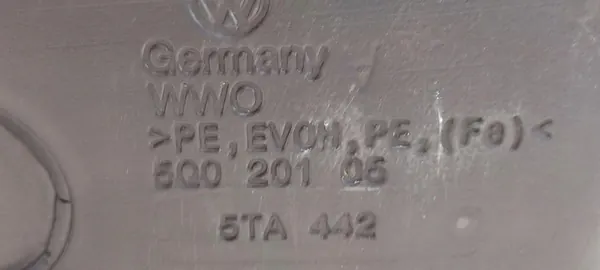 Germany
WWO
>PE,EVOH,PE,(Fe)<
5Q0 201 05
5TA 442